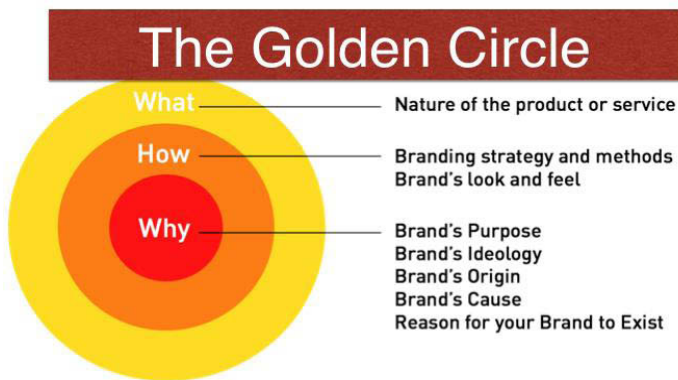 The Golden Circle
What
Nature of the product or service
How
Branding strategy and methods
Brand's look and feel
Why
Brand's Purpose
Brand's Ideology
Brand's Origin
Brand's Cause
Reason for your Brand to Exist